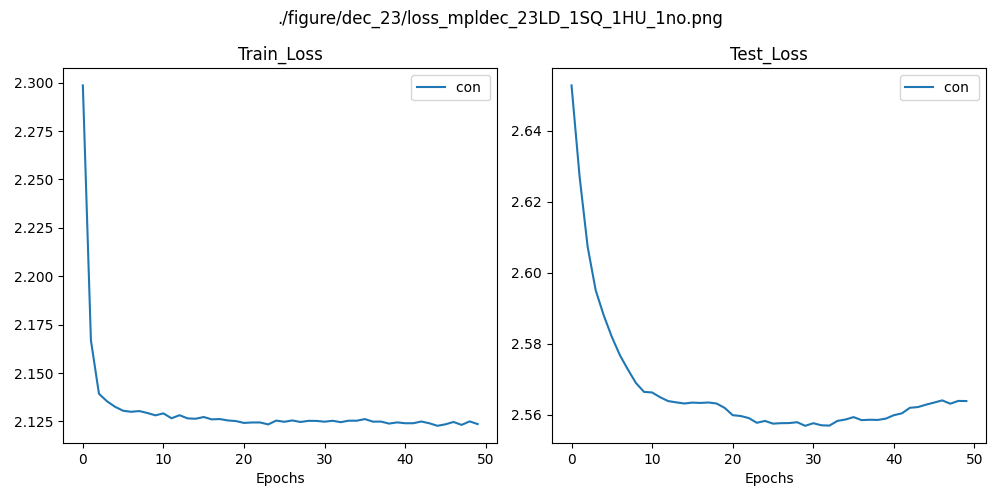 ./figure/dec_23/loss_mpldec_23LD_1SQ_1HU_1no.png
Train_Loss
con
2.300
2.275
2.250
2.225
2.200
2.175
2.150
2.125
0 10 20 30 40 50
Epochs
Test_Loss
con
2.64
2.62
2.60
2.58
2.56
0 10 20 30 40 50
Epochs